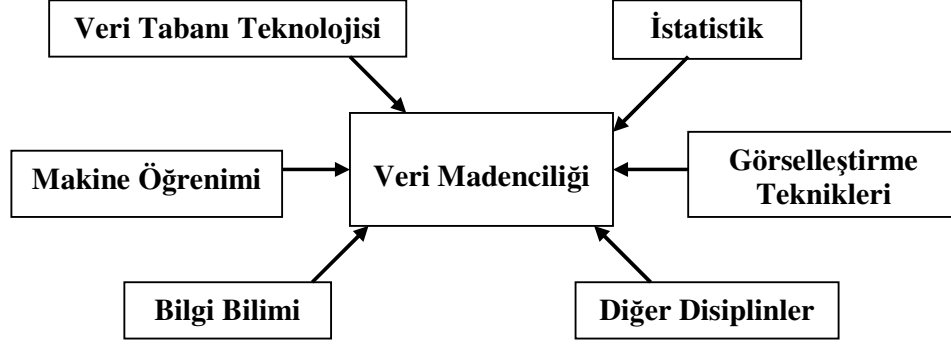 Veri Tabanı Teknolojisi
İstatistik
Makine Öğrenimi
Veri Madenciliği
Görselleştirme
Teknikleri
Bilgi Bilimi
Diğer Disiplinler